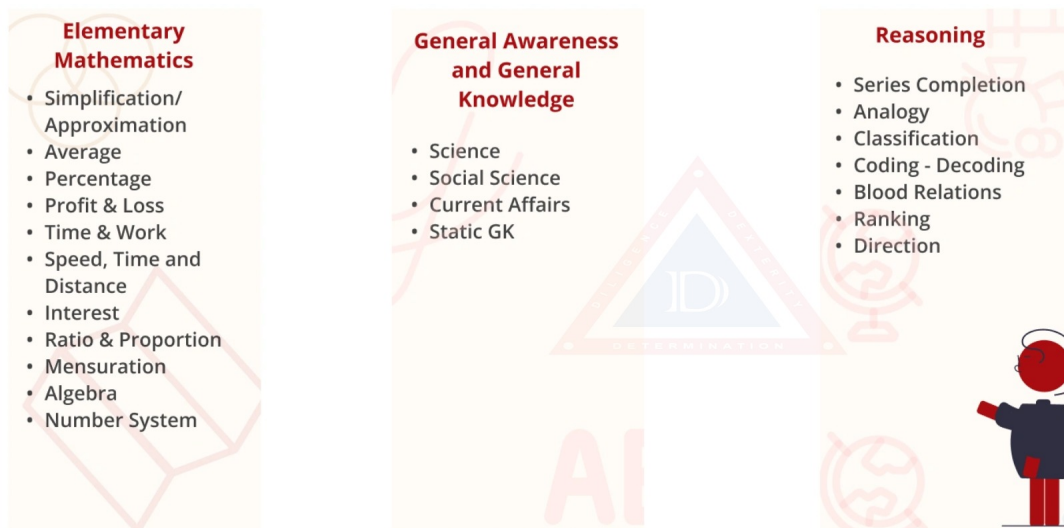 Elementary
Mathematics
• Simplification/
Approximation
• Average
• Percentage
• Profit & Loss
• Time & Work
• Speed, Time and
Distance
• Interest
• Ratio & Proportion
• Mensuration
• Algebra
• Number System
General Awareness
and General
Knowledge
• Science
• Social Science
• Current Affairs
• Static GK
DILIGENCE
D
DETERMINATION
Reasoning
• Series Completion
• Analogy
• Classification
• Coding - Decoding
• Blood Relations
• Ranking
• Direction